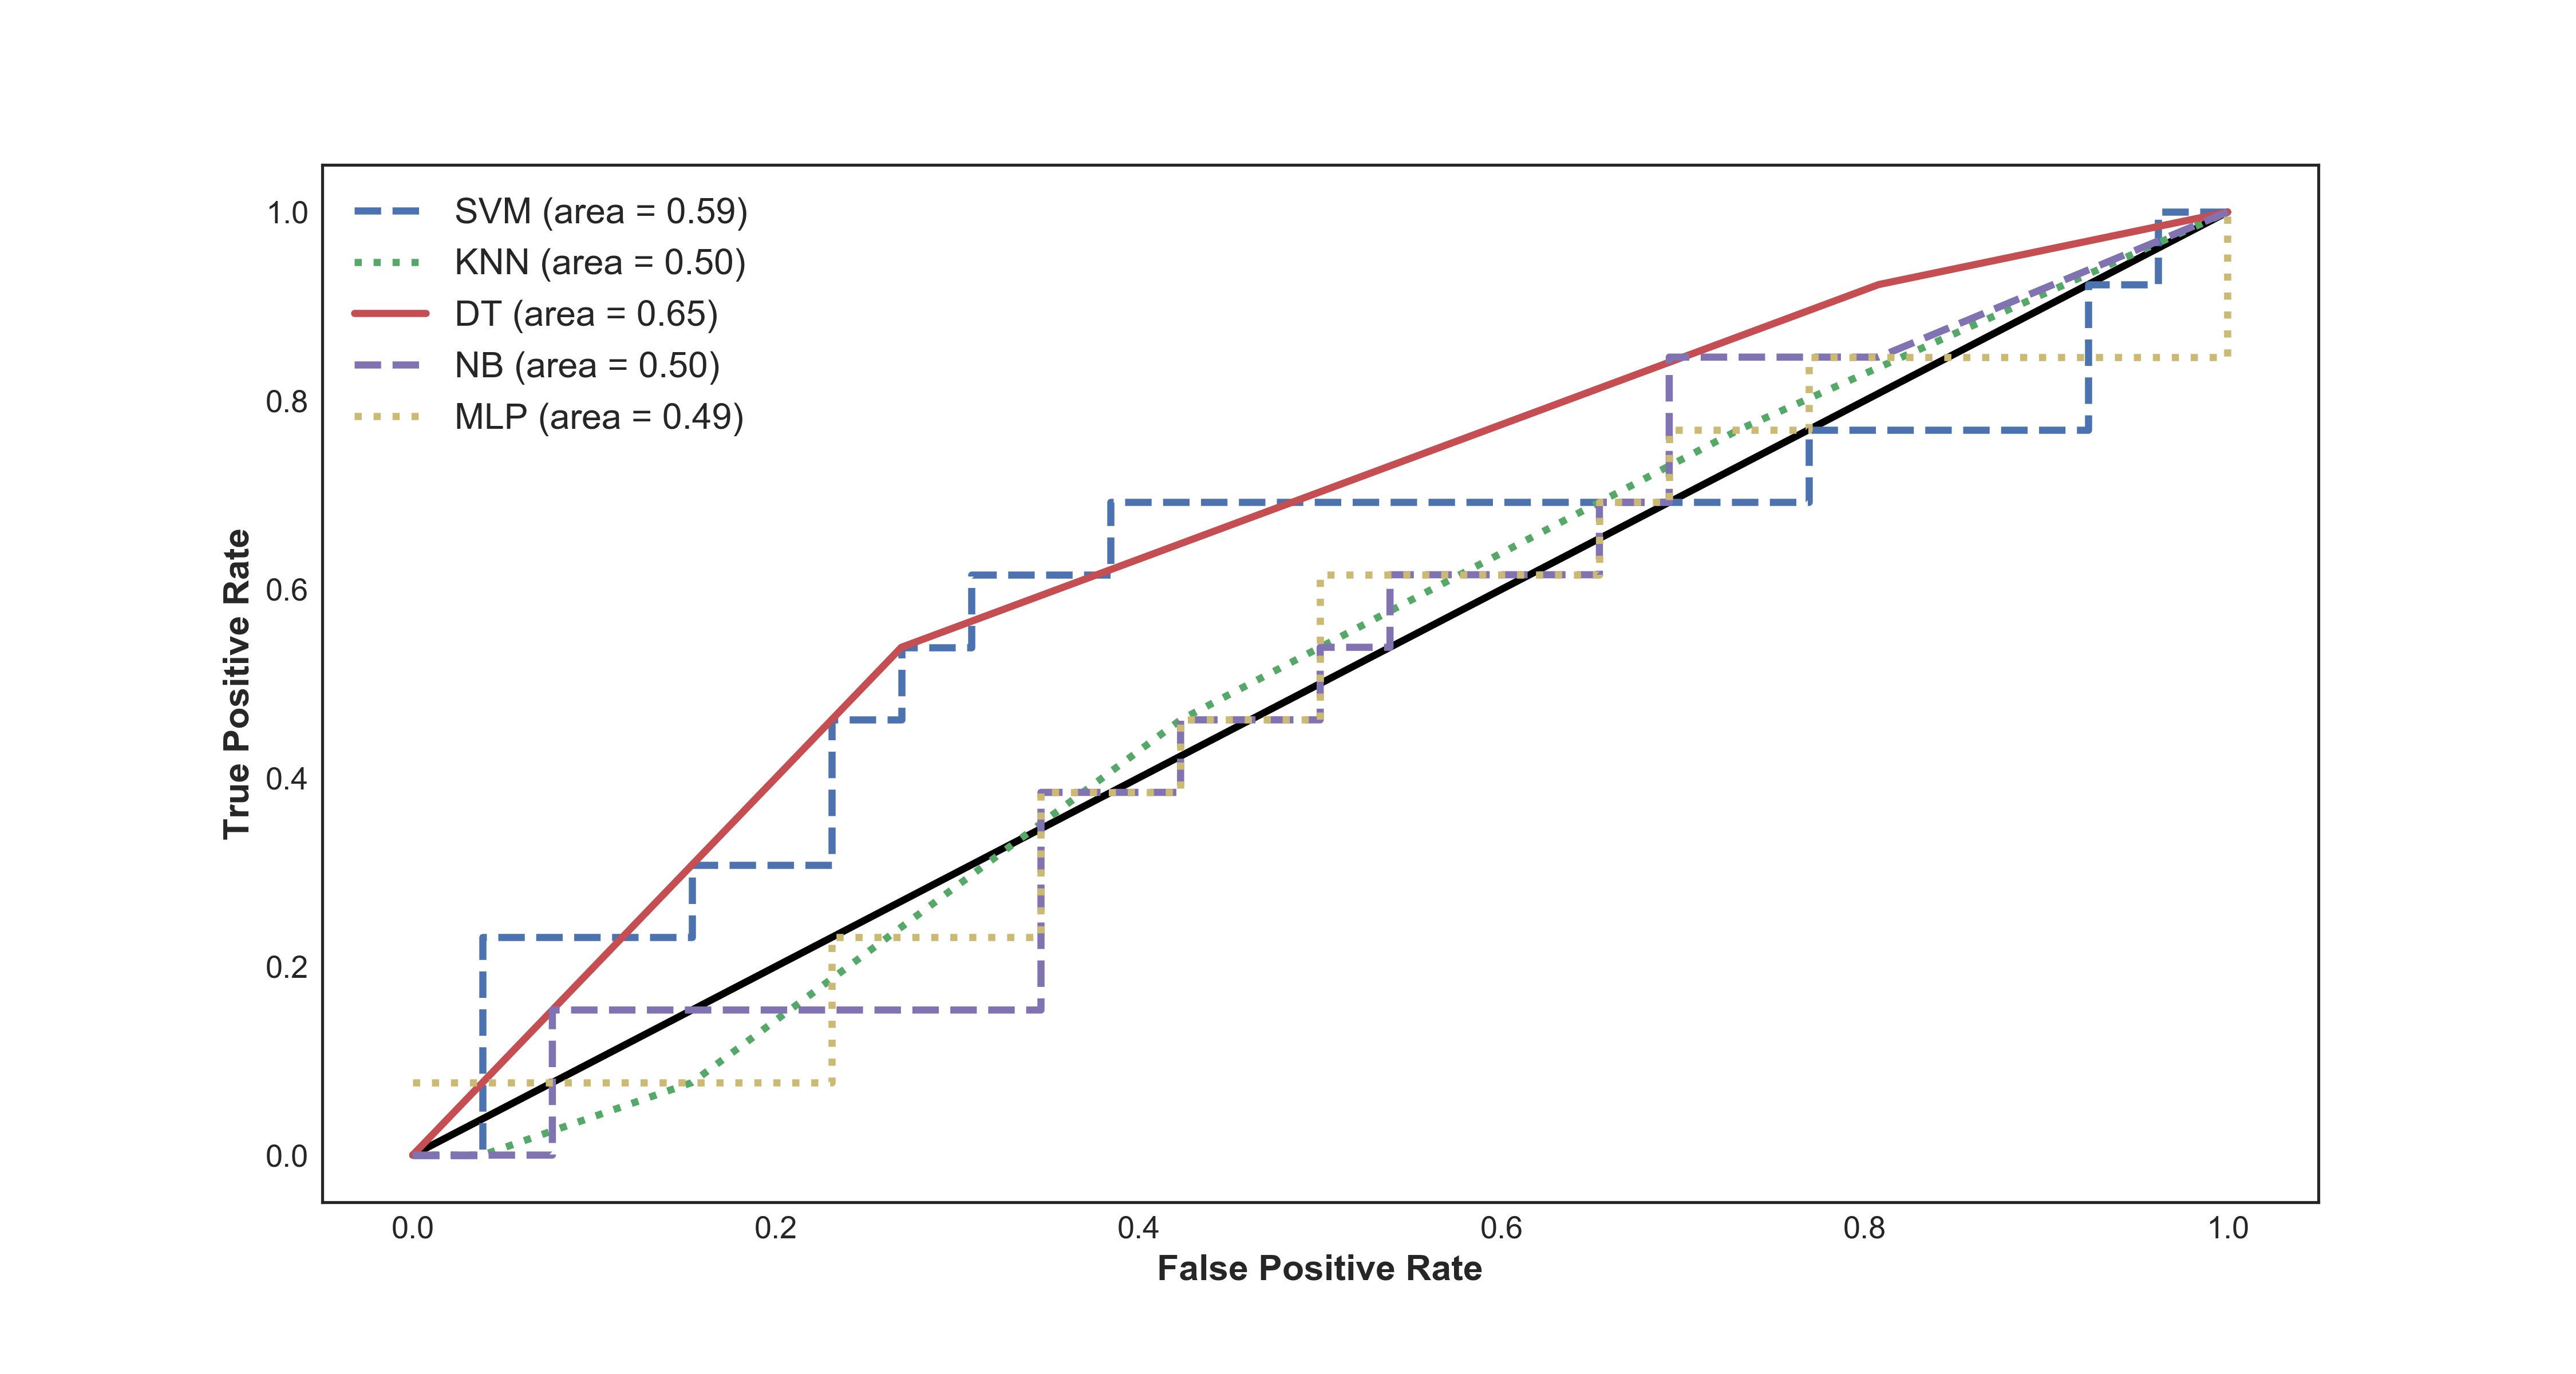 SVM (area = 0.59)
KNN (area = 0.50)
DT (area = 0.65)
NB (area = 0.50)
MLP (area = 0.49)
True Positive Rate
1.0
0.8
0.6
0.4
0.2
0.0
0.0 0.2 0.4 0.6 0.8 1.0
False Positive Rate